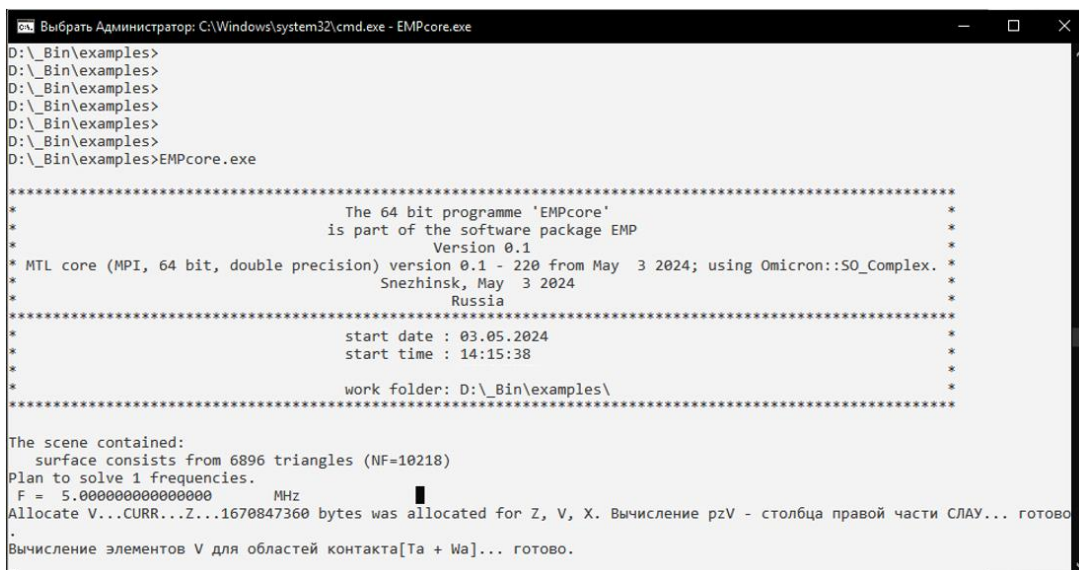 Выбрать Администратор: C:\Windows\system32\cmd.exe - EMPcore.exe
D:\_Bin\examples>
D:\_Bin\examples>
D:\_Bin\examples>
D:\_Bin\examples>
D:\_Bin\examples>
D:\_Bin\examples>
D:\_Bin\examples>EMPcore.exe
***********************************************************************************************************
* The 64 bit programme 'EMPcore' *
* is part of the software package EMP *
* Version 0.1 *
* MTL core (MPI, 64 bit, double precision) version 0.1 - 220 from May  3 2024; using Omicron::SO_Complex. *
* Snezhinsk, May  3 2024 *
* Russia *
***********************************************************************************************************
* start date : 03.05.2024 *
* start time : 14:15:38 *
* *
* work folder: D:\_Bin\examples\ *
***********************************************************************************************************
The scene contained:
surface consists from 6896 triangles (NF=10218)
Plan to solve 1 frequencies.
F =  5.000000000000000 MHz
Allocate V...CURR...Z...1670847360 bytes was allocated for Z, V, X. Вычисление pzV - столбца правой части СЛАУ... готово
.
Вычисление элементов V для областей контакта[Ta + Wa]... готово.